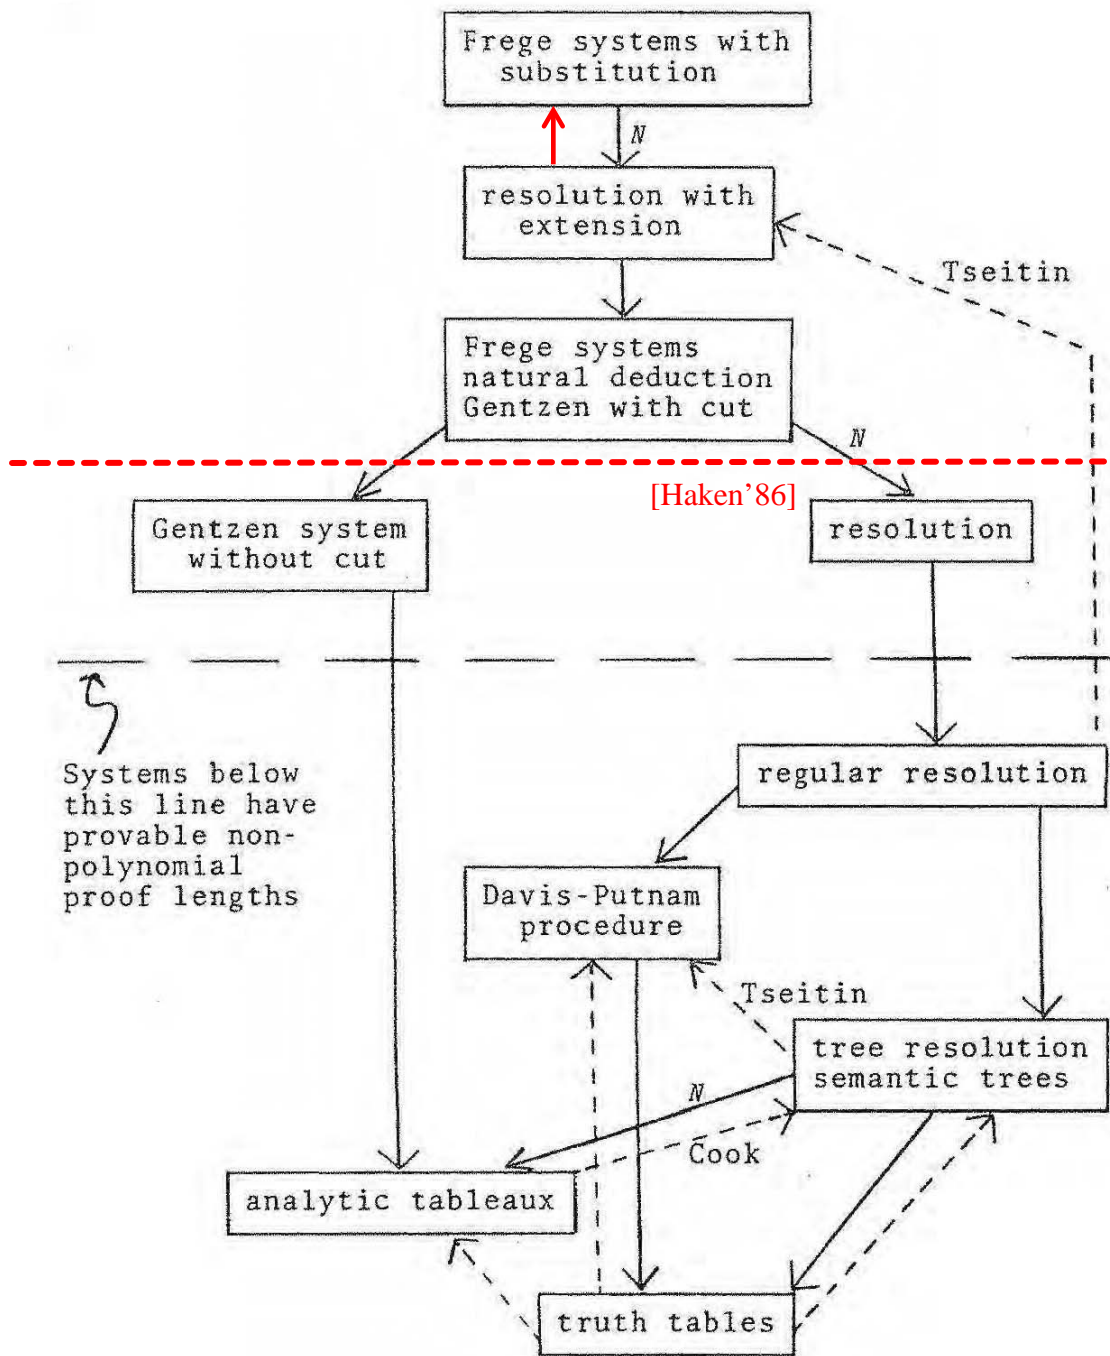 Frege systems with
substitution
N
resolution with
extension
Tseitin
Frege systems
natural deduction
Gentzen with cut
N
[Haken'86]
Gentzen system
without cut
resolution
Systems below
this line have
provable non-
polynomial
proof lengths
regular resolution
Davis-Putnam
procedure
Tseitin
tree resolution
semantic trees
N
Cook
analytic tableaux
truth tables